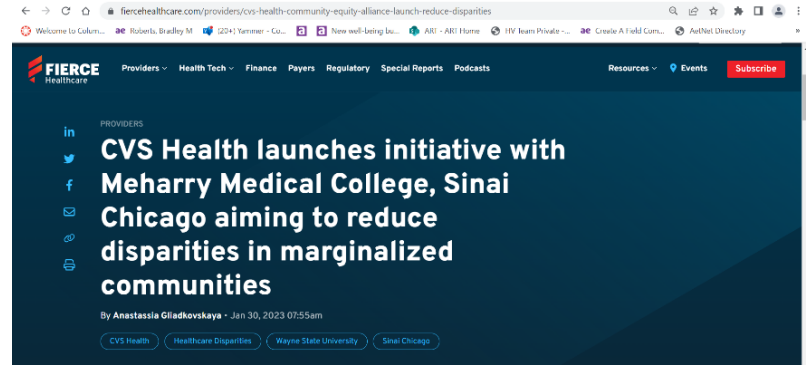 fiercehealthcare.com/providers/cvs-health-community-equity-alliance-launch-reduce-disparities
Welcome to Colum... ae Roberts, Bradley M (20+) Yammer - Co... a a New well-being bu... ART - ART Home HV Team Private -... ae Create A Field Com... AetNet Directory »
FIERCE Healthcare Providers Health Tech Finance Payers Regulatory Special Reports Podcasts Resources Events Subscribe
PROVIDERS
CVS Health launches initiative with
Meharry Medical College, Sinai
Chicago aiming to reduce
disparities in marginalized
communities
By Anastassia Gliadkovskaya • Jan 30, 2023 07:55am
CVS Health Healthcare Disparities Wayne State University Sinai Chicago